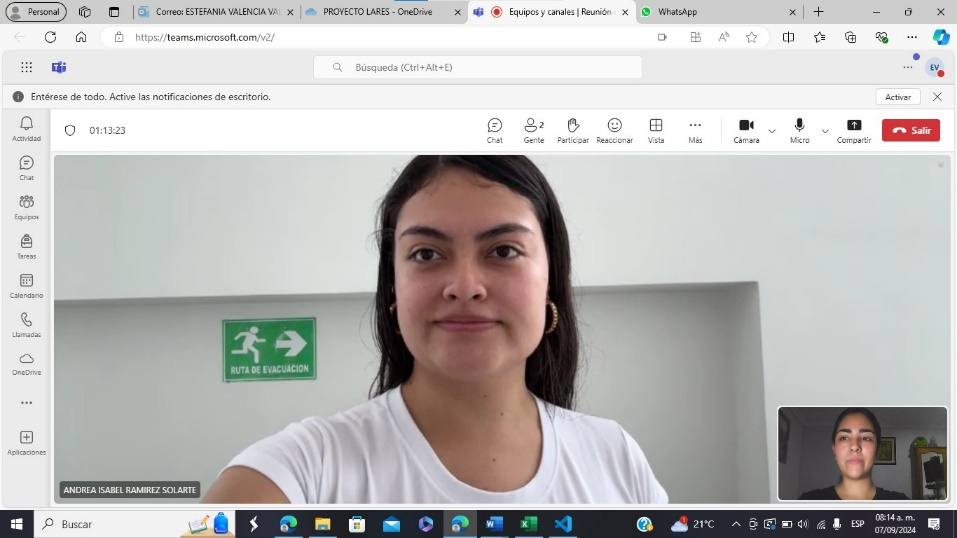 Personal
Correo: ESTEFANIA VALENCIA VAL
PROYECTO LARES - OneDrive
Equipos y canales | Reunión
WhatsApp
https://teams.microsoft.com/v2/
Búsqueda (Ctrl+Alt+E)
EV
Entérese de todo. Active las notificaciones de escritorio.
Activar
Actividad
Chat
Equipos
Tareas
Calendario
Llamadas
OneDrive
Aplicaciones
01:13:23
2
Chat
Gente
Participar
Reaccionar
Vista
Más
Cámara
Micro
Compartir
Salir
RUTA DE EVACUACION
ANDREA ISABEL RAMIREZ SOLARTE
Buscar
21°C
ESP
08:14 a. m.
07/09/2024